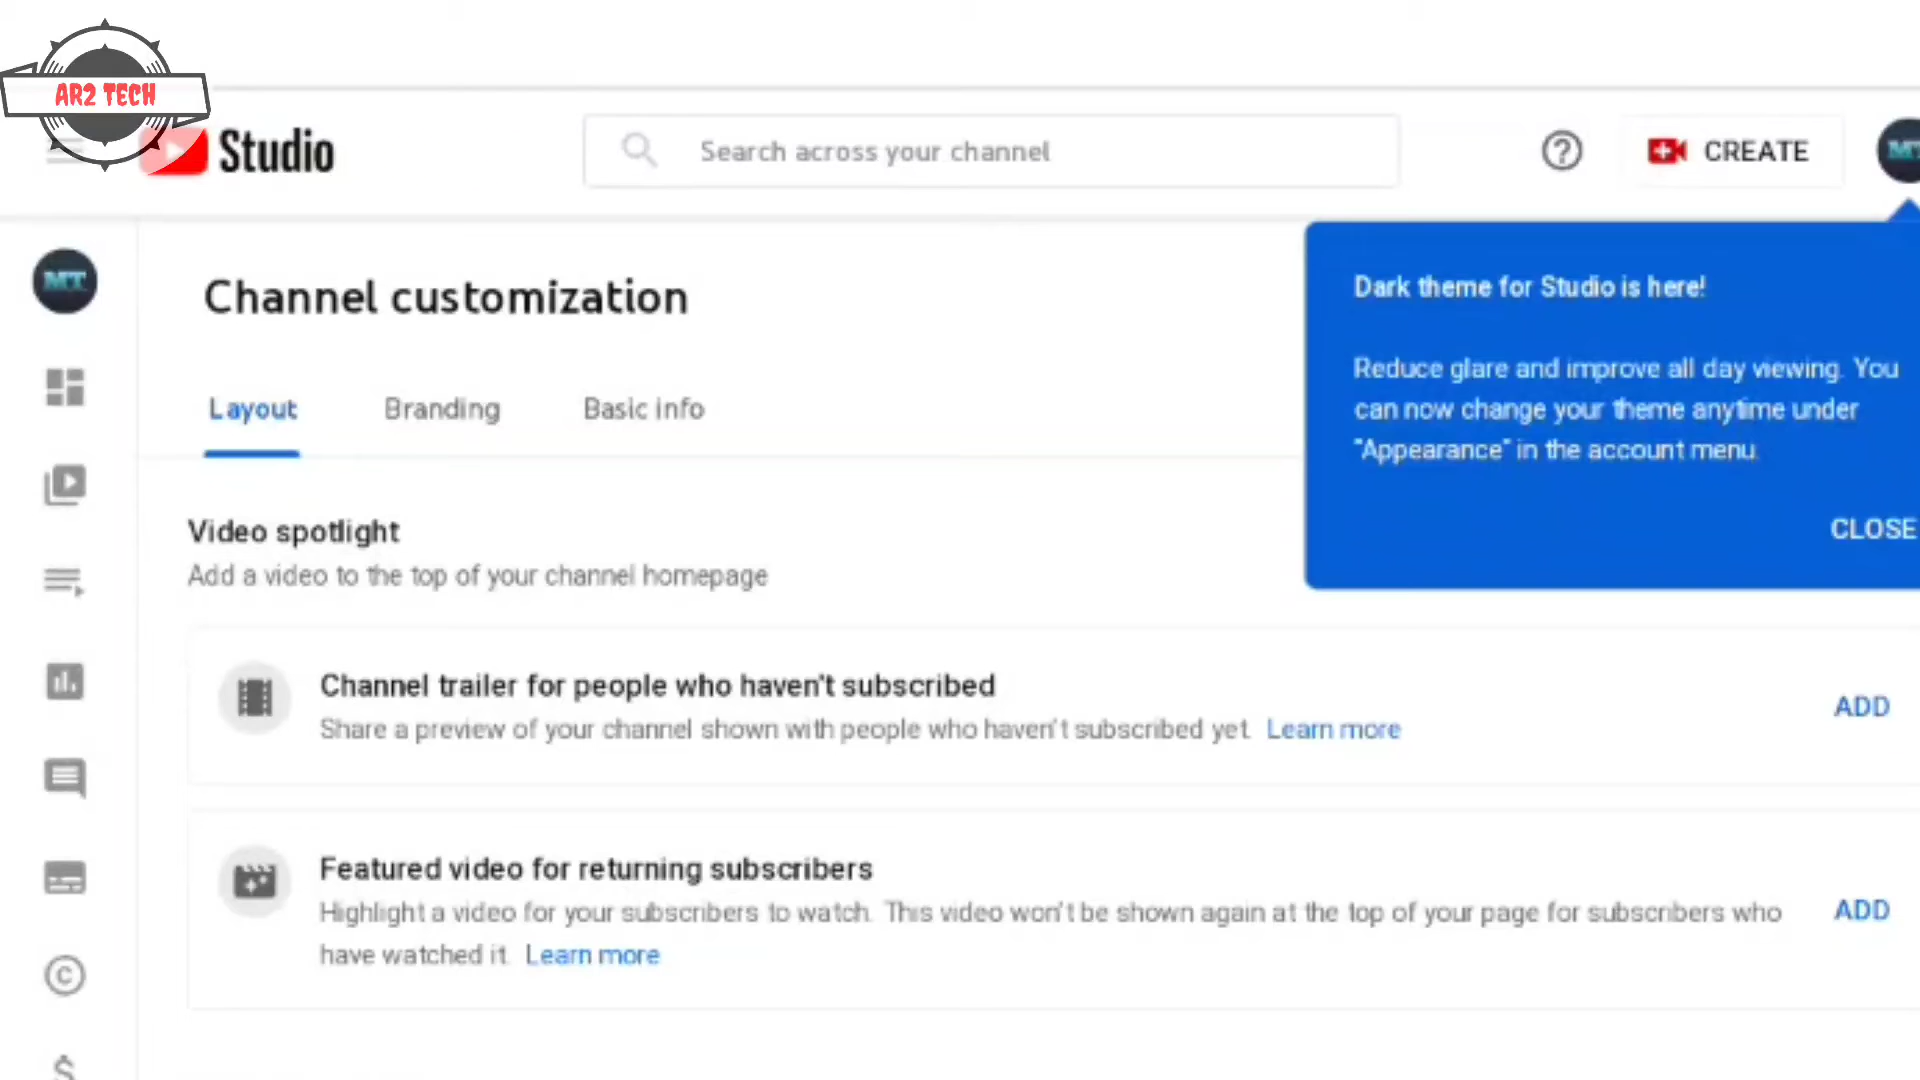 AR2 TECH
Studio
Search across your channel
CREATE
MT
MT
Channel customization
Dark theme for Studio is here!
Reduce glare and improve all day viewing. You
can now change your theme anytime under
"Appearance" in the account menu.
CLOSE
Layout
Branding
Basic info
Video spotlight
Add a video to the top of your channel homepage
Channel trailer for people who haven't subscribed
Share a preview of your channel shown with people who haven't subscribed yet. Learn more
ADD
Featured video for returning subscribers
Highlight a video for your subscribers to watch. This video won't be shown again at the top of your page for subscribers who
have watched it. Learn more
ADD